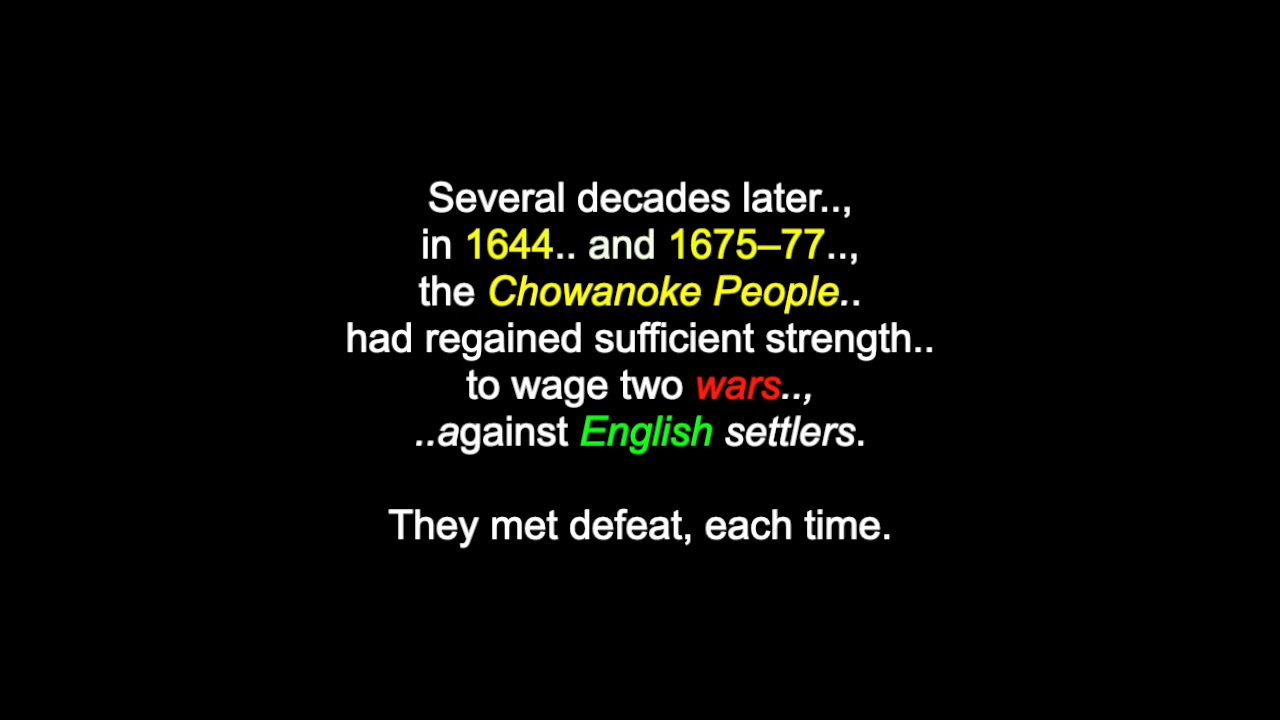 Several decades later..,
in 1644.. and 1675–77..,
the Chowanoke People..
had regained sufficient strength..
to wage two wars..,
..against English settlers.
They met defeat, each time.